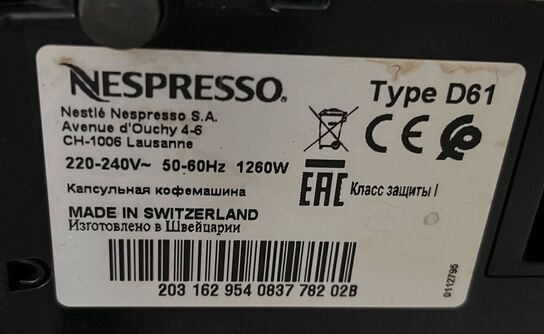 NESPRESSO.
Type D61
Nestlé Nespresso S.A.
Avenue d'Ouchy 4-6
CH-1006 Lausanne
CE
220-240V~ 50-60Hz 1260W
EAC Класс защиты I
Капсульная кофемашина
MADE IN SWITZERLAND
Изготовлено в Швейцарии
203 162 954 0837 782 02B
0112795